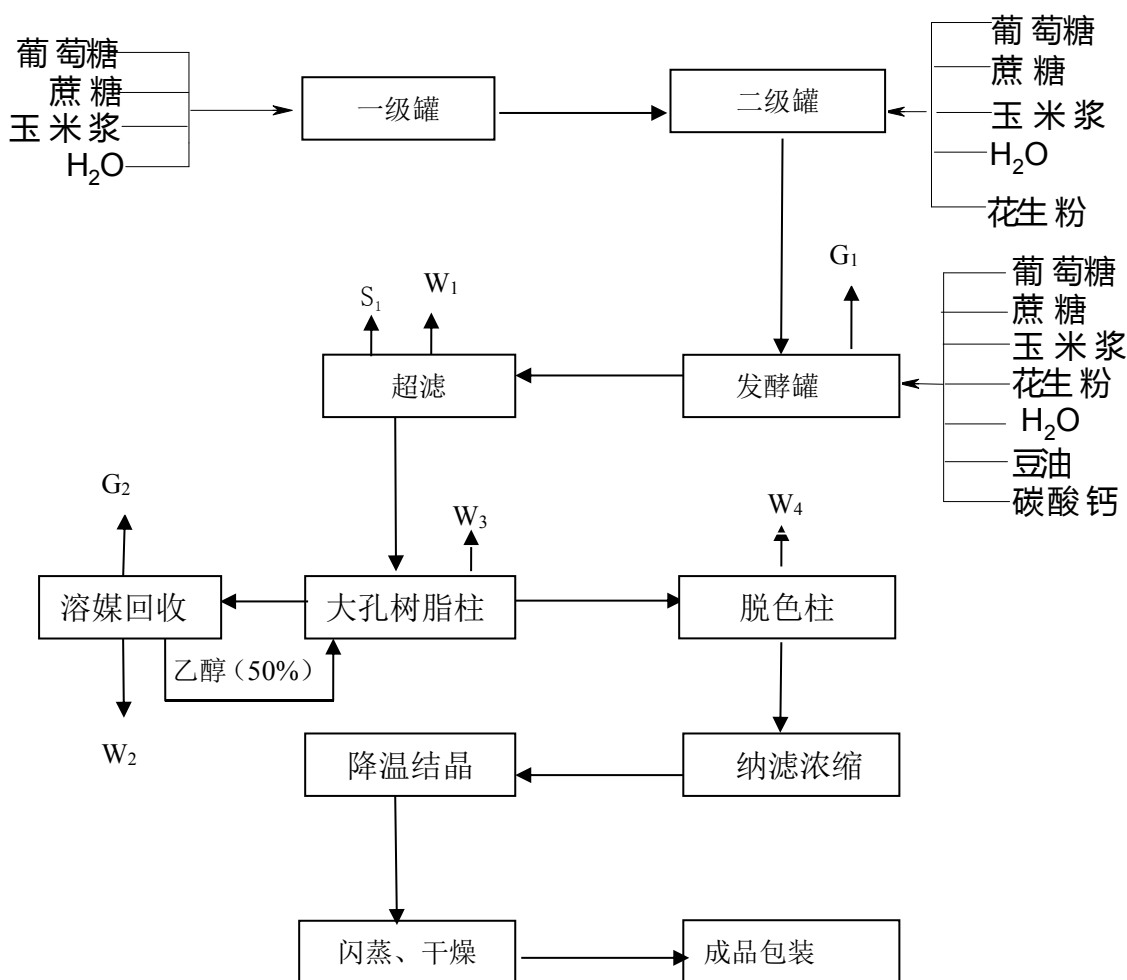 葡萄糖
蔗糖
玉米浆
H₂O
一级罐
二级罐
葡萄糖
蔗糖
玉米浆
H₂O
花生粉
G₁
S₁
W₁
超滤
发酵罐
葡萄糖
蔗糖
玉米浆
花生粉
H₂O
豆油
碳酸钙
G₂
W₃
W₄
溶媒回收
大孔树脂柱
脱色柱
乙醇（50%）
W₂
降温结晶
纳滤浓缩
闪蒸、干燥
成品包装